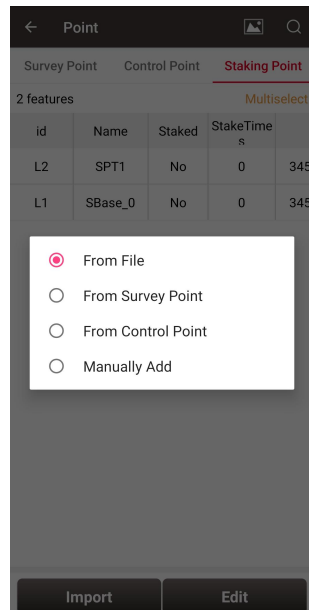 Point
Survey Point Control Point Staking Point
2 features Multiselect
id Name Staked StakeTime
s
L2 SPT1 No 0 345
L1 SBase_0 No 0 345
From File
From Survey Point
From Control Point
Manually Add
Import Edit